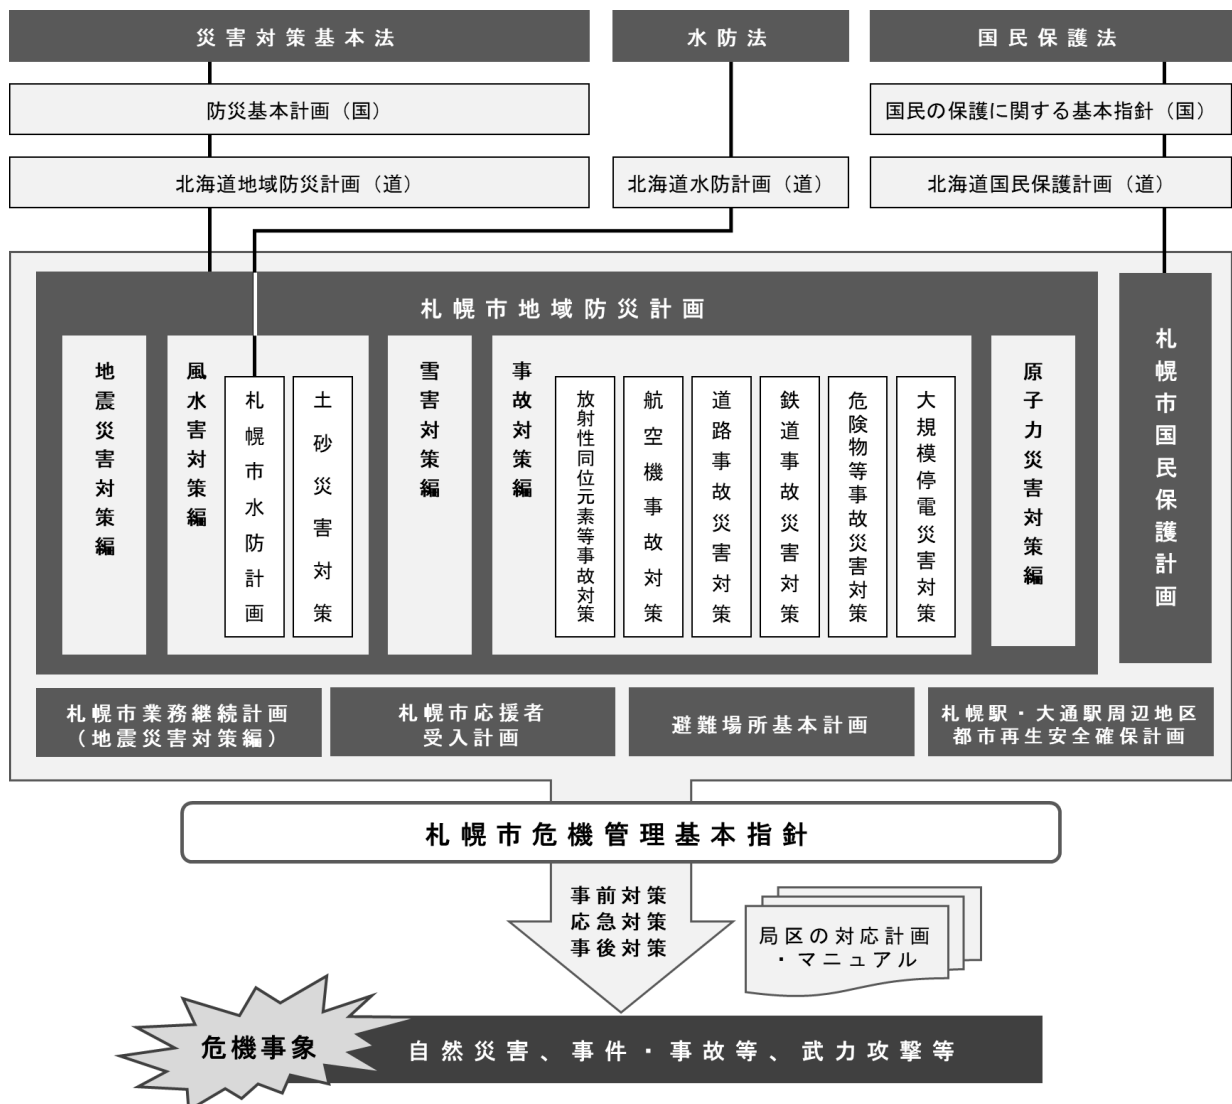 災害対策基本法
水防法
国民保護法
防災基本計画（国）
国民の保護に関する基本指針（国）
北海道地域防災計画（道）
北海道水防計画（道）
北海道国民保護計画（道）
札幌市地域防災計画
地震災害対策編
風水害対策編
札幌市水防計画
土砂災害対策
雪害対策編
事故対策編
放射性同位元素等事故対策
航空機事故対策
道路事故災害対策
鉄道事故災害対策
危険物等事故災害対策
大規模停電災害対策
原子力災害対策編
札幌市国民保護計画
札幌市業務継続計画
（地震災害対策編）
札幌市応援者
受入計画
避難場所基本計画
札幌駅・大通駅周辺地区
都市再生安全確保計画
札幌市危機管理基本指針
事前対策
応急対策
事後対策
局区の対応計画
・マニュアル
危機事象
自然災害、事件・事故等、武力攻撃等